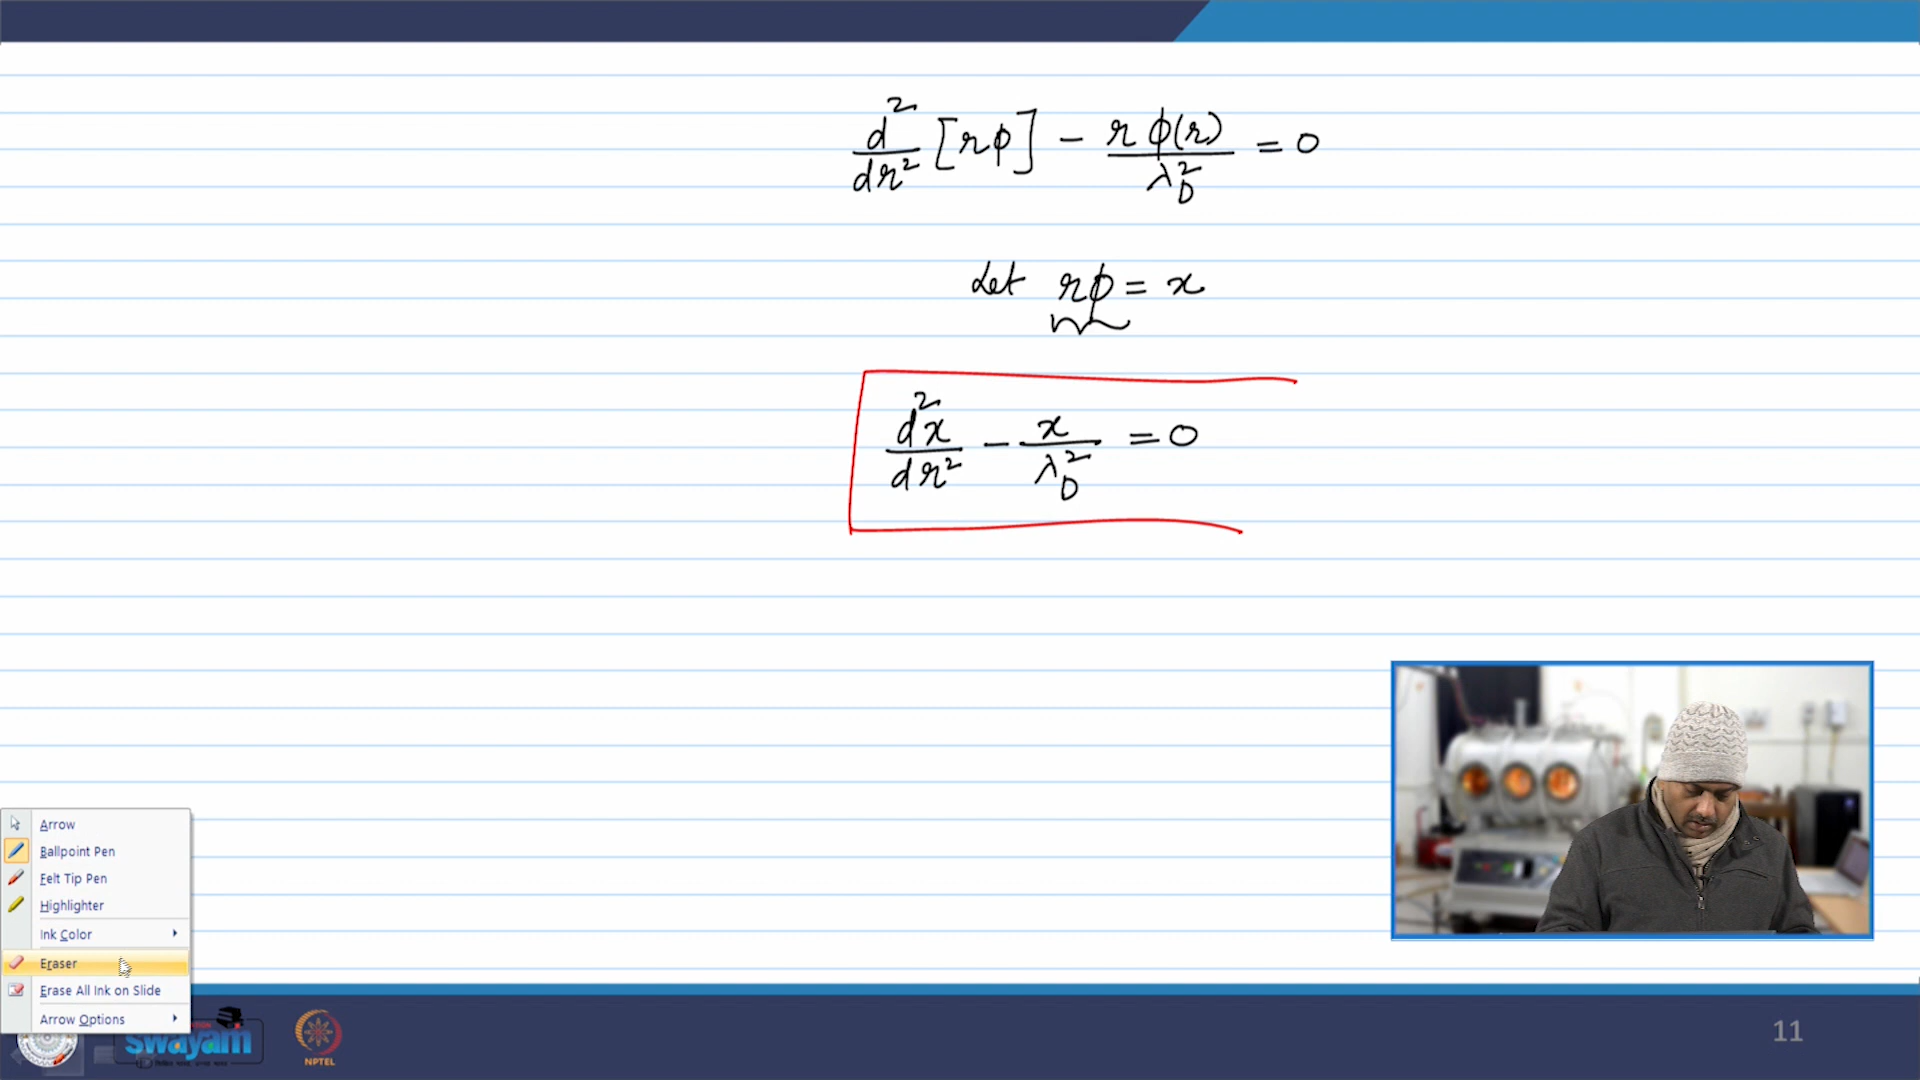 d²/dr² [rϕ] − r ϕ(r)/λ_D² = 0
Let rϕ = x
d²x/dr² − x/λ_D² = 0
Arrow
Ballpoint Pen
Felt Tip Pen
Highlighter
Ink Color
Eraser
Erase All Ink on Slide
Arrow Options
swayam
NPTEL
11